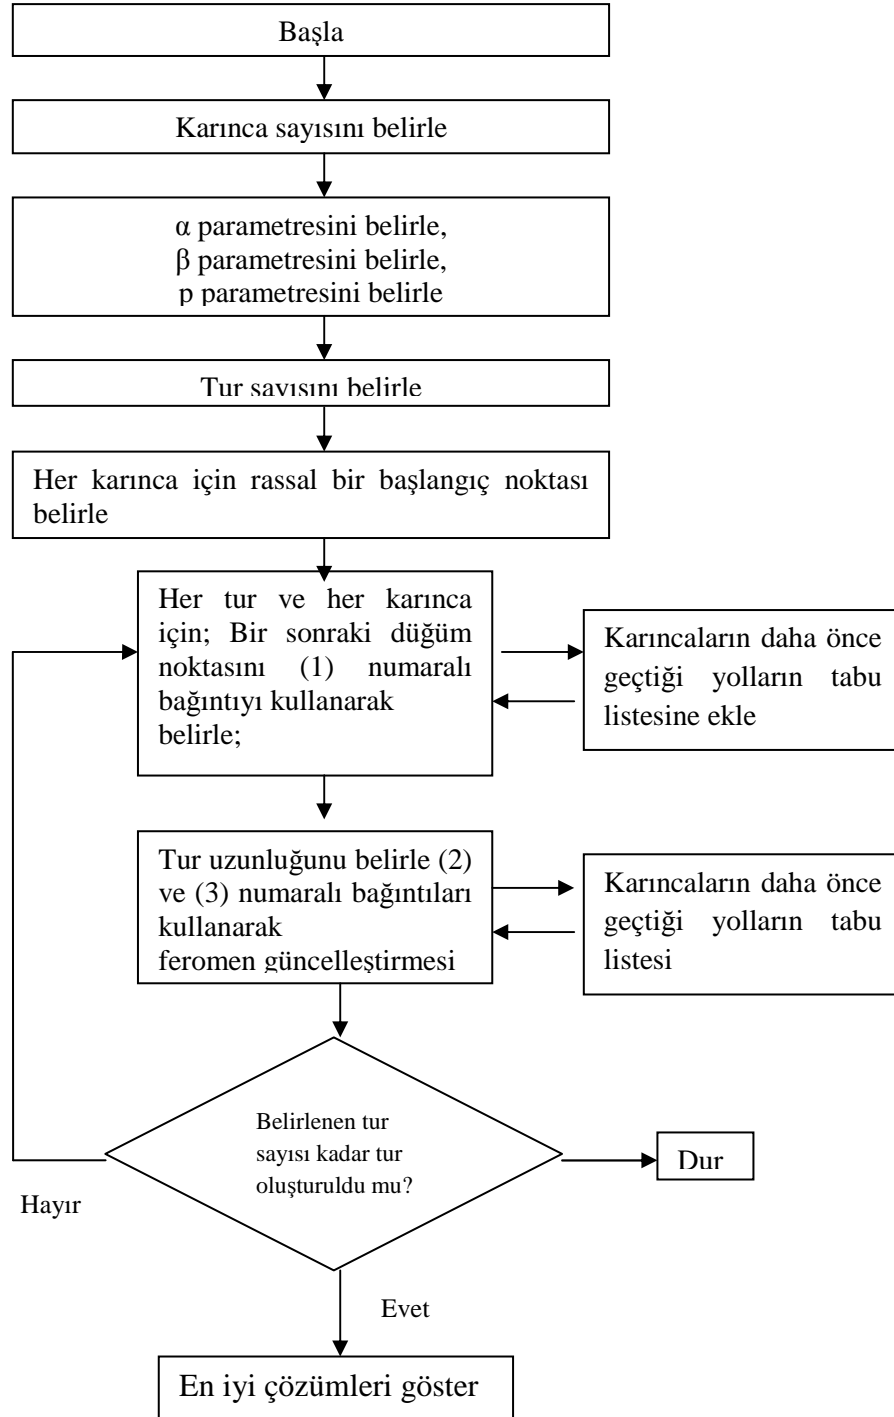 Başla
Karınca sayısını belirle
α parametresini belirle,
β parametresini belirle,
p parametresini belirle
Tur sayısını belirle
Her karınca için rassal bir başlangıç noktası
belirle
Her tur ve her karınca
için; Bir sonraki düğüm
noktasını (1) numaralı
bağıntıyı kullanarak
belirle;
Karıncaların daha önce
geçtiği yolların tabu
listesine ekle
Tur uzunluğunu belirle (2)
ve (3) numaralı bağıntıları
kullanarak
feromen güncelleştirmesi
Karıncaların daha önce
geçtiği yolların tabu
listesi
Belirlenen tur
sayısı kadar tur
oluşturuldu mu?
Dur
Hayır
Evet
En iyi çözümleri göster